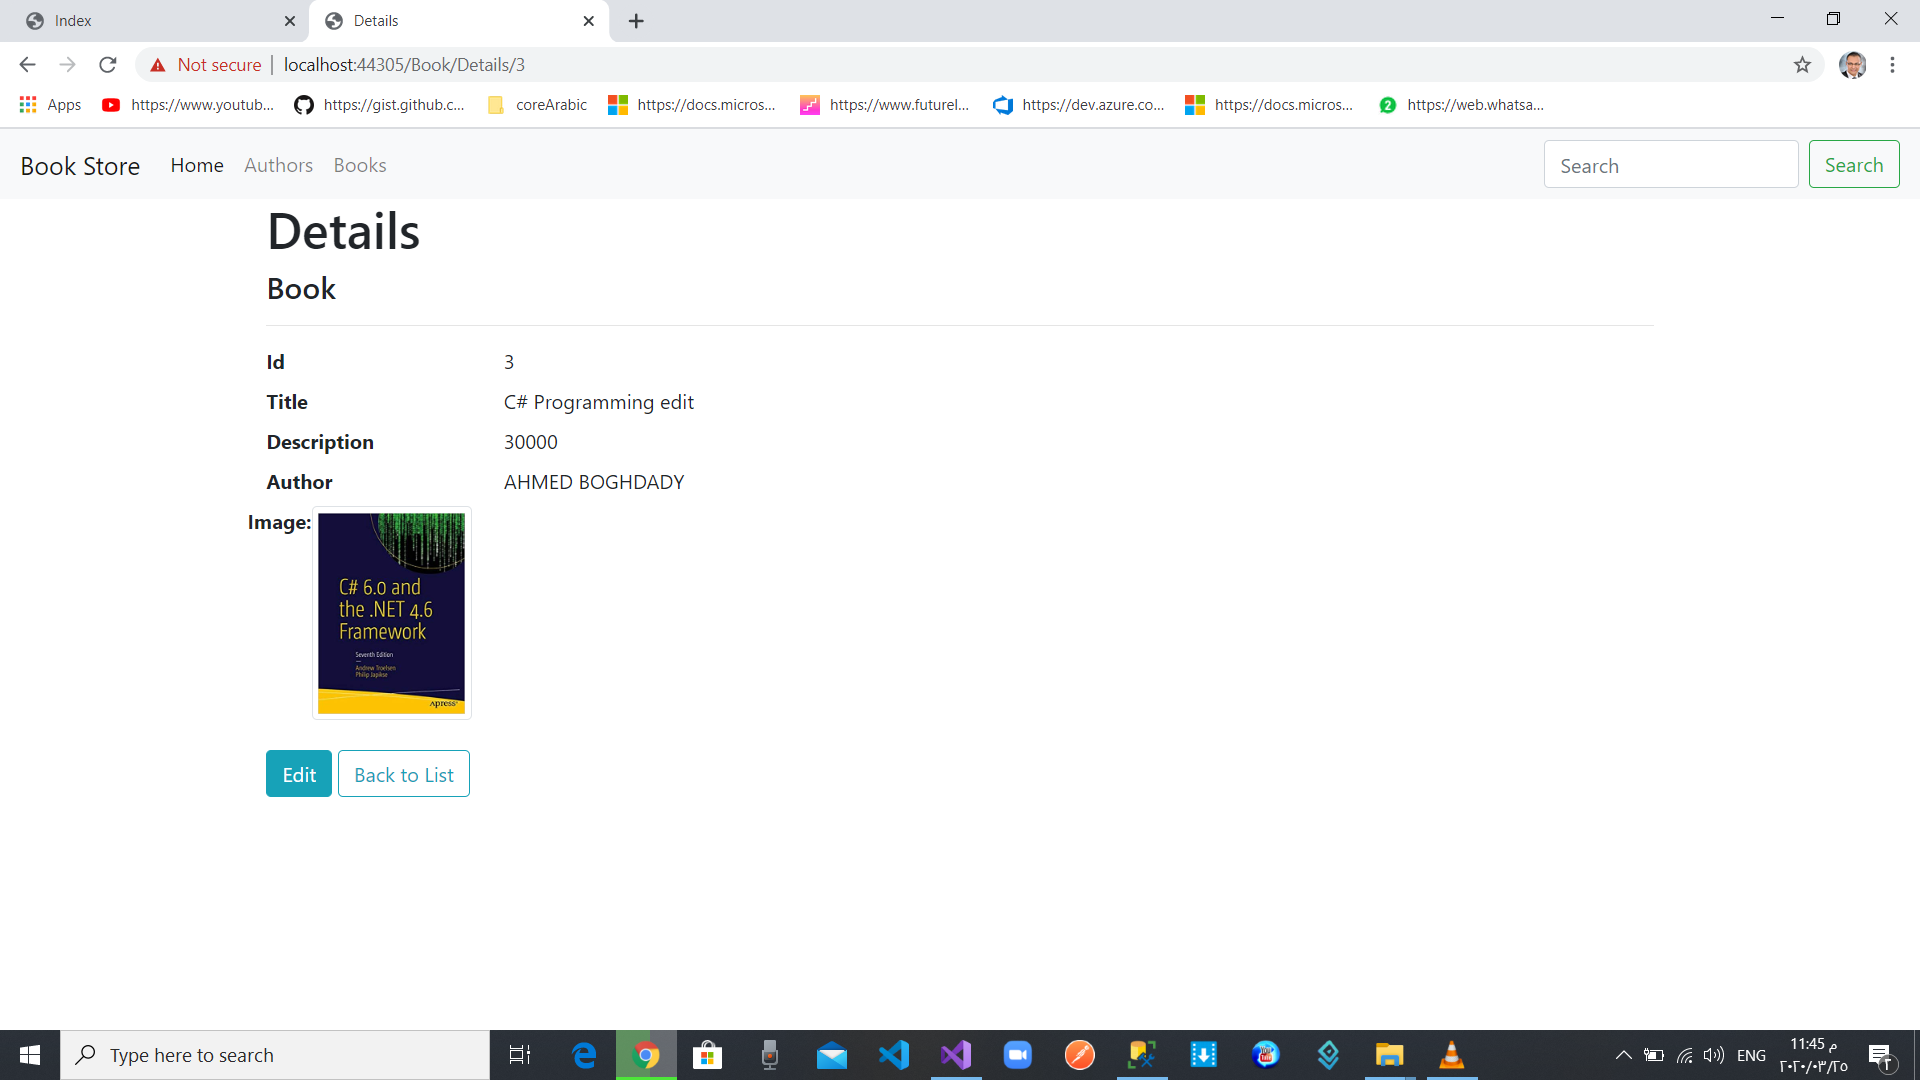 Index
Details
Not secure
localhost:44305/Book/Details/3
Apps
https://www.youtub...
https://gist.github.c...
coreArabic
https://docs.micros...
https://www.futurel...
https://dev.azure.co...
https://docs.micros...
2
https://web.whatsa...
Book Store
Home
Authors
Books
Search
Search
Details
Book
Id 3
Title C# Programming edit
Description 30000
Author AHMED BOGHDADY
Image:
C# 6.0 and
the .NET 4.6
Framework
Seventh Edition
Andrew Troelsen
Philip Japikse
Apress
Edit
Back to List
Type here to search
ENG
11:45 م
٢٠٢٠/٠٣/٢٥
٢